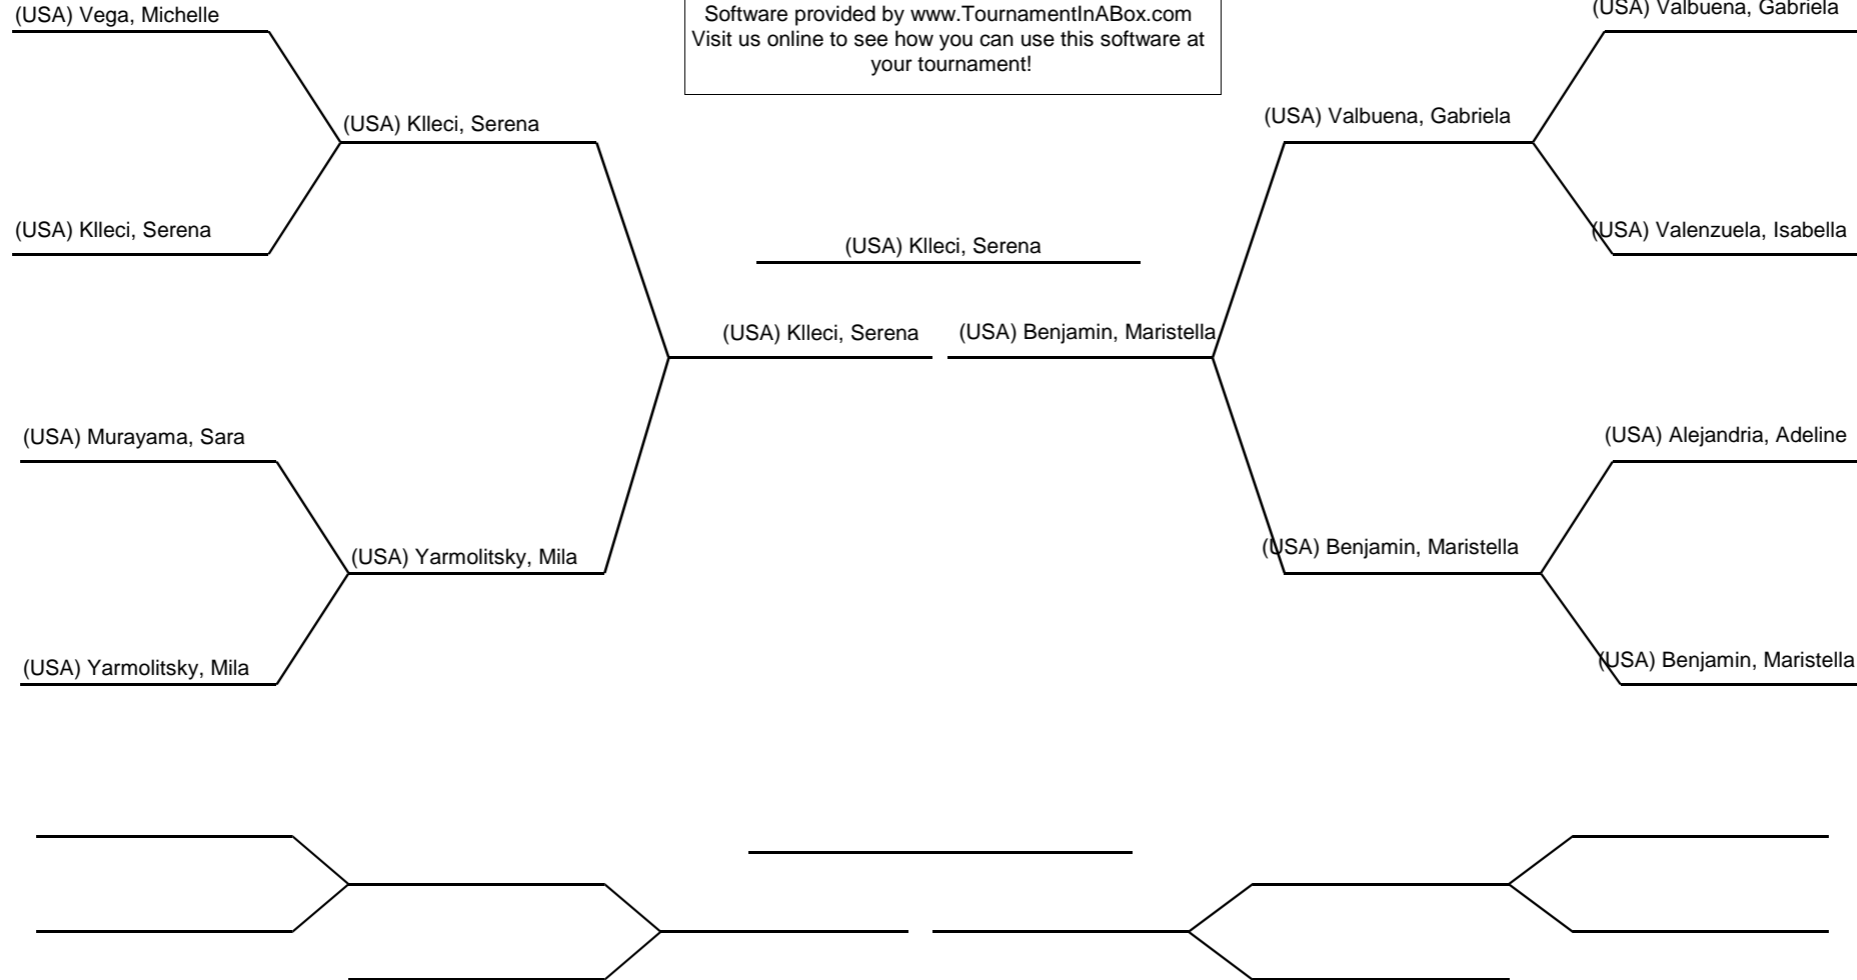 (USA) Vega, Michelle
Software provided by www.TournamentInABox.com
Visit us online to see how you can use this software at
your tournament!
(USA) Valbuena, Gabriela
(USA) Klleci, Serena
(USA) Valbuena, Gabriela
(USA) Klleci, Serena
(USA) Klleci, Serena
(USA) Valenzuela, Isabella
(USA) Klleci, Serena
(USA) Benjamin, Maristella
(USA) Murayama, Sara
(USA) Alejandria, Adeline
(USA) Yarmolitsky, Mila
(USA) Benjamin, Maristella
(USA) Yarmolitsky, Mila
(USA) Benjamin, Maristella